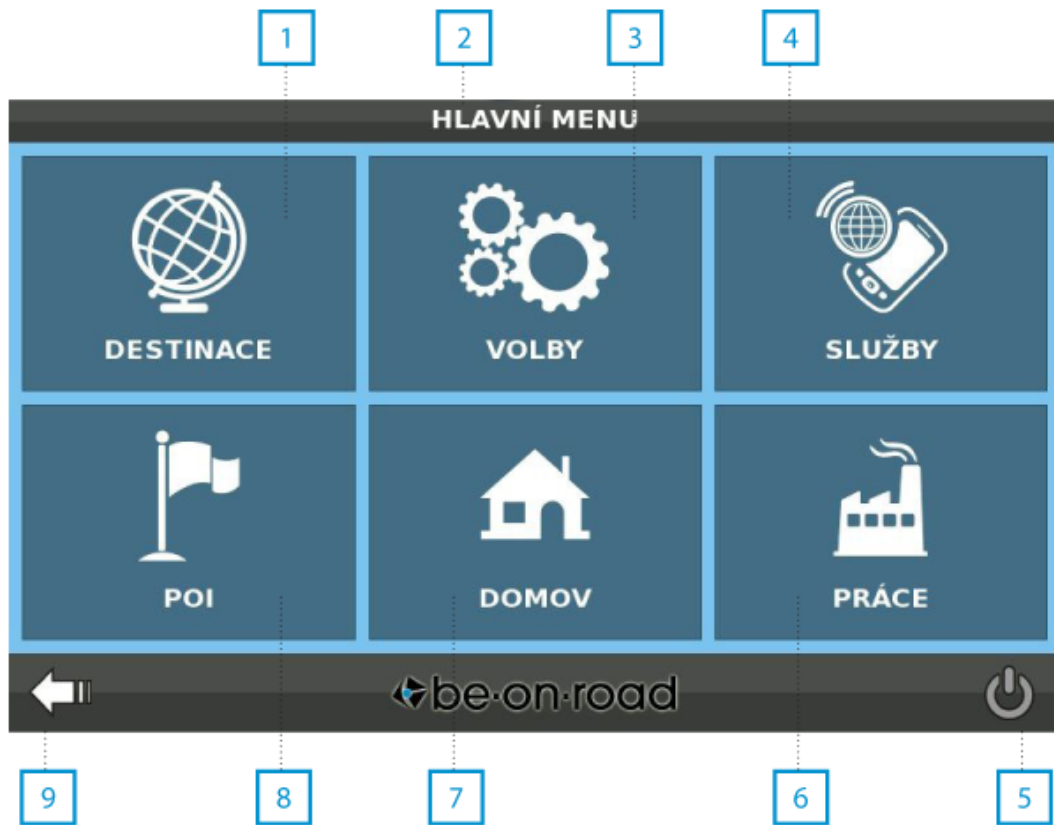 1 2 3 4
HLAVNÍ MENU
DESTINACE VOLBY SLUŽBY
POI DOMOV PRÁCE
be·on·road
9 8 7 6 5